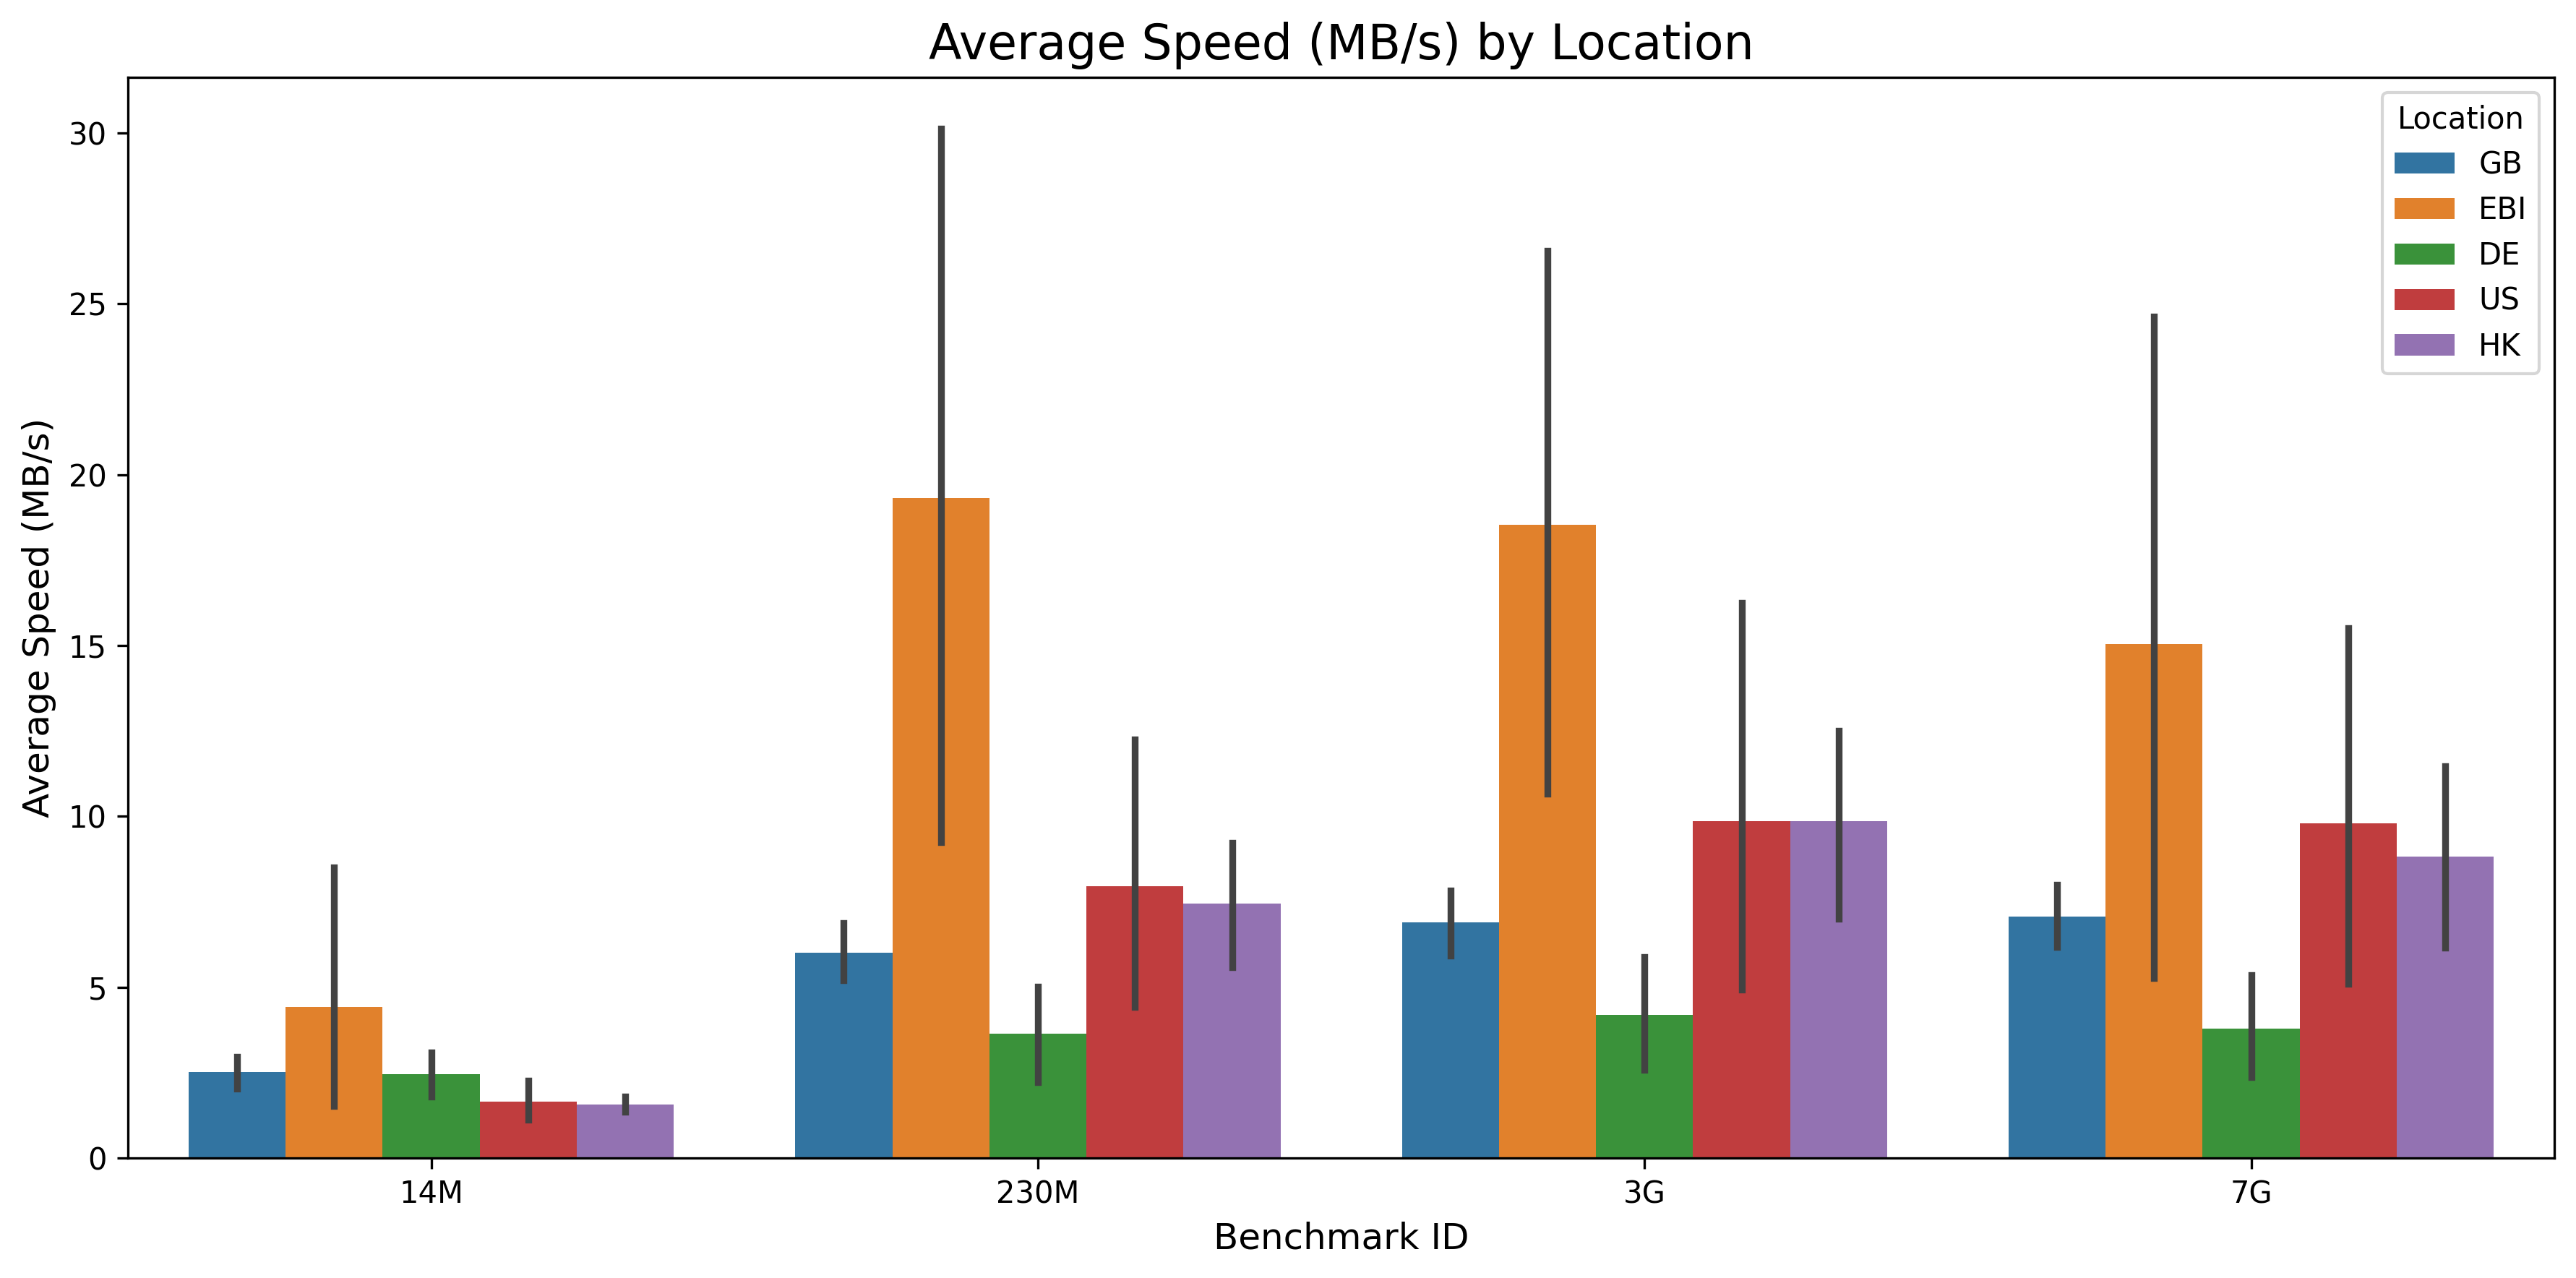 Average Speed (MB/s) by Location
Average Speed (MB/s)
30
25
20
15
10
5
0
Location
GB
EBI
DE
US
HK
14M
230M
3G
7G
Benchmark ID